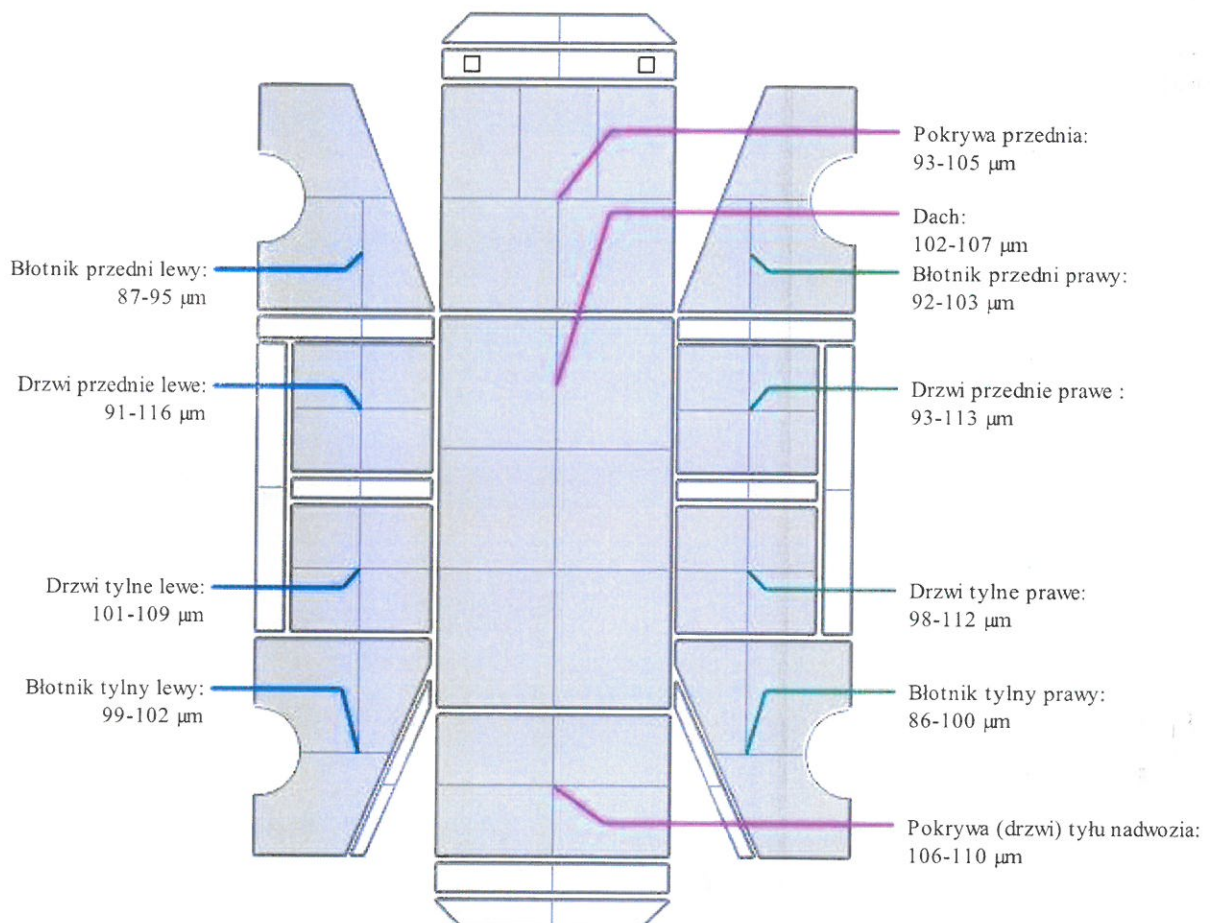 Pokrywa przednia:
93-105 µm
Dach:
102-107 µm
Błotnik przedni lewy:
87-95 µm
Błotnik przedni prawy:
92-103 µm
Drzwi przednie lewe:
91-116 µm
Drzwi przednie prawe :
93-113 µm
Drzwi tylne lewe:
101-109 µm
Drzwi tylne prawe:
98-112 µm
Błotnik tylny lewy:
99-102 µm
Błotnik tylny prawy:
86-100 µm
Pokrywa (drzwi) tyłu nadwozia:
106-110 µm